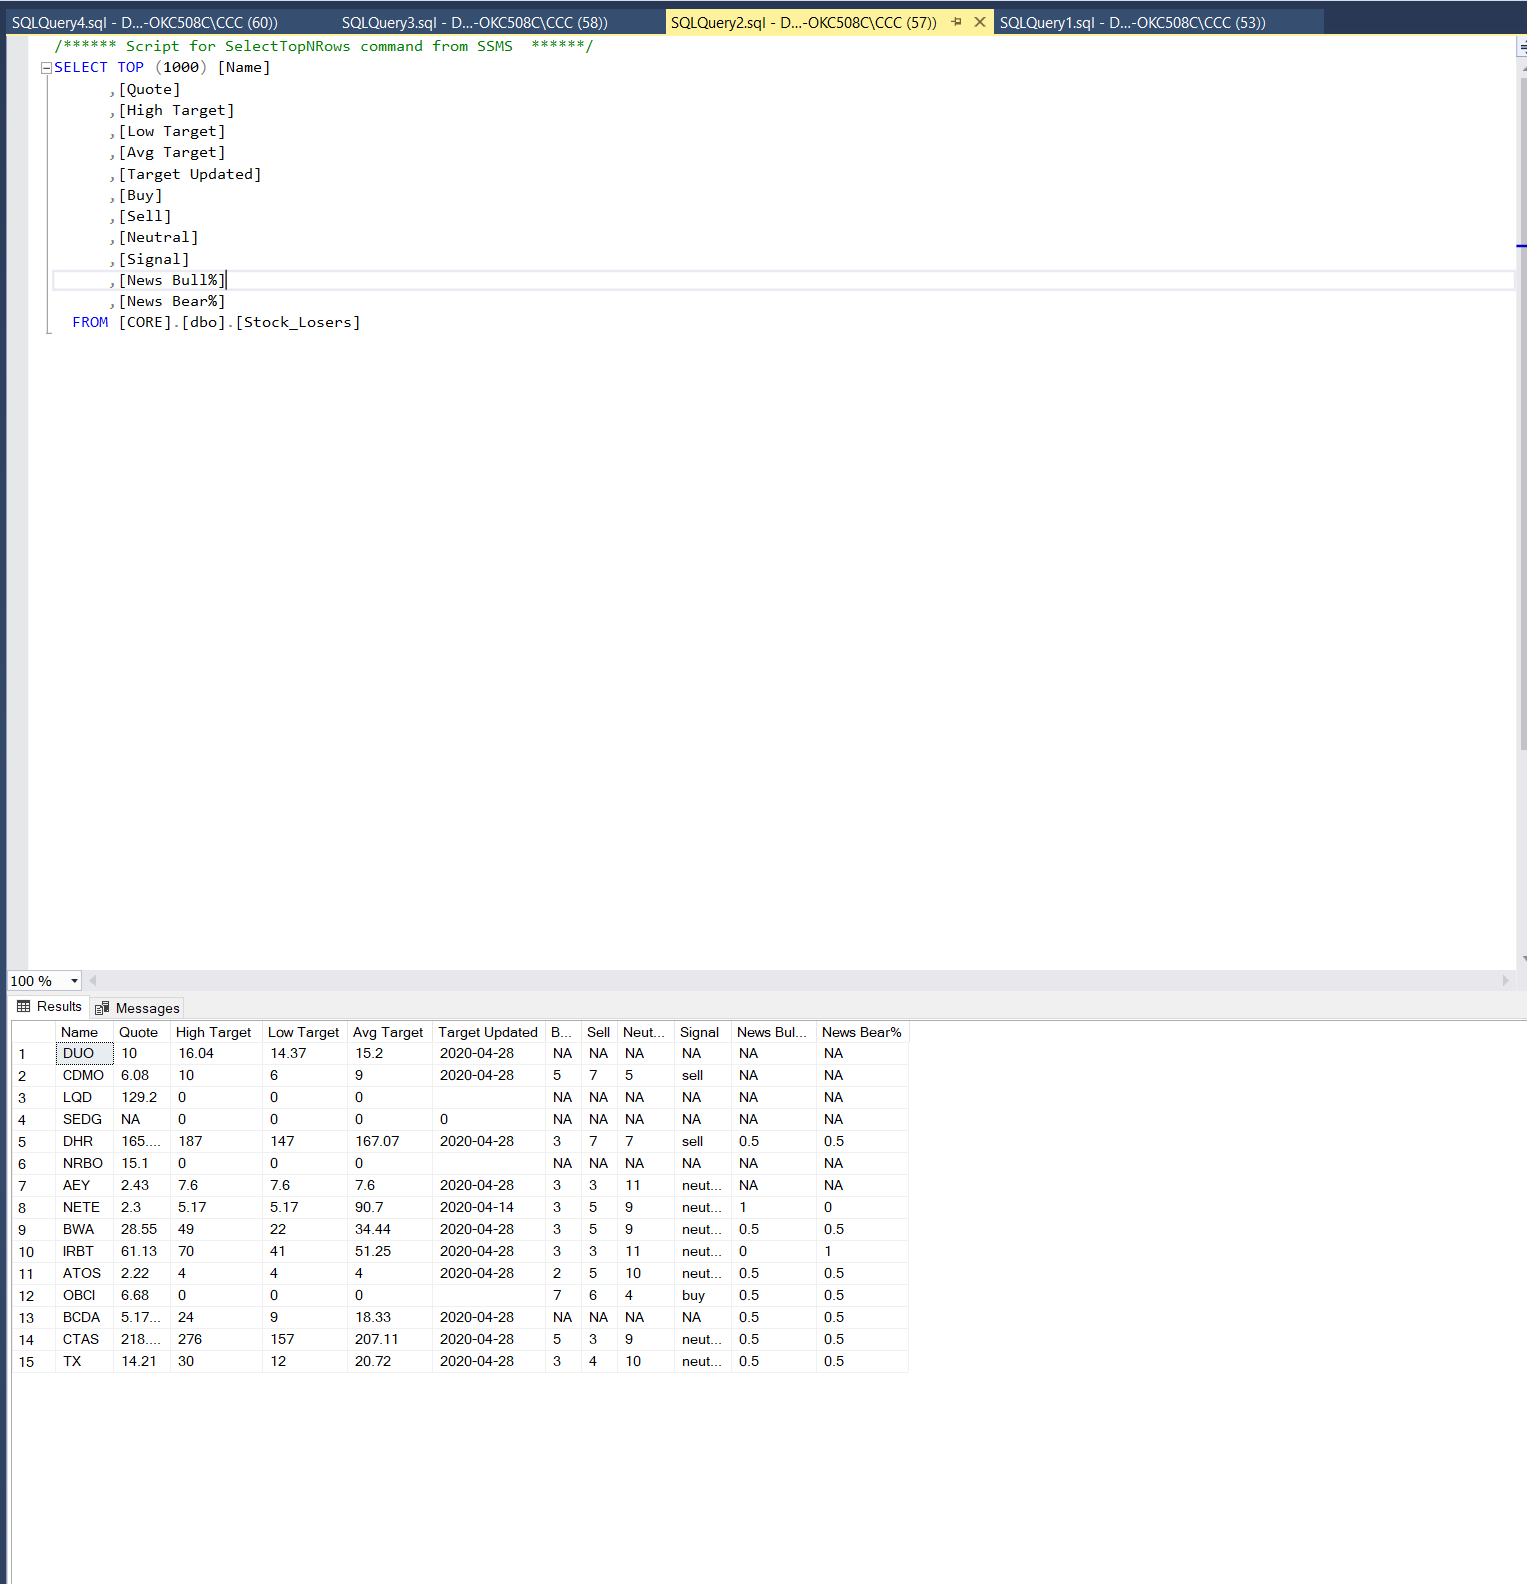 SQLQuery4.sql - D...-OKC508C\CCC (60)) SQLQuery3.sql - D...-OKC508C\CCC (58)) SQLQuery2.sql - D...-OKC508C\CCC (57)) SQLQuery1.sql - D...-OKC508C\CCC (53))
/****** Script for SelectTopNRows command from SSMS ******/
SELECT TOP (1000) [Name]
,[Quote]
,[High Target]
,[Low Target]
,[Avg Target]
,[Target Updated]
,[Buy]
,[Sell]
,[Neutral]
,[Signal]
,[News Bull%]
,[News Bear%]
FROM [CORE].[dbo].[Stock_Losers]
100 %
Results Messages
Name Quote High Target Low Target Avg Target Target Updated B... Sell Neut... Signal News Bul... News Bear%
1 DUO 10 16.04 14.37 15.2 2020-04-28 NA NA NA NA NA NA
2 CDMO 6.08 10 6 9 2020-04-28 5 7 5 sell NA NA
3 LQD 129.2 0 0 0 NA NA NA NA NA NA
4 SEDG NA 0 0 0 0 NA NA NA NA NA NA
5 DHR 165.... 187 147 167.07 2020-04-28 3 7 7 sell 0.5 0.5
6 NRBO 15.1 0 0 0 NA NA NA NA NA NA
7 AEY 2.43 7.6 7.6 7.6 2020-04-28 3 3 11 neut... NA NA
8 NETE 2.3 5.17 5.17 90.7 2020-04-14 3 5 9 neut... 1 0
9 BWA 28.55 49 22 34.44 2020-04-28 3 5 9 neut... 0.5 0.5
10 IRBT 61.13 70 41 51.25 2020-04-28 3 3 11 neut... 0 1
11 ATOS 2.22 4 4 4 2020-04-28 2 5 10 neut... 0.5 0.5
12 OBCI 6.68 0 0 0 7 6 4 buy 0.5 0.5
13 BCDA 5.17... 24 9 18.33 2020-04-28 NA NA NA NA 0.5 0.5
14 CTAS 218.... 276 157 207.11 2020-04-28 5 3 9 neut... 0.5 0.5
15 TX 14.21 30 12 20.72 2020-04-28 3 4 10 neut... 0.5 0.5